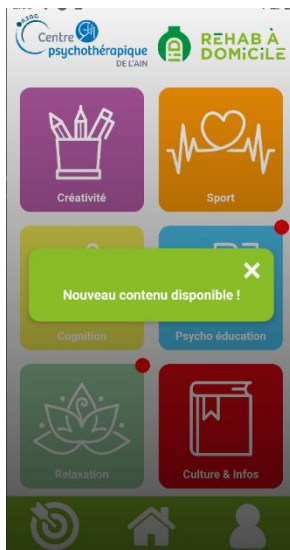 Centre
psychothérapique
DE L'AIN
REHAB À
DOMiCiLE
Créativité
Sport
Nouveau contenu disponible !
Cognition
Psycho éducation
Relaxation
Culture & Infos